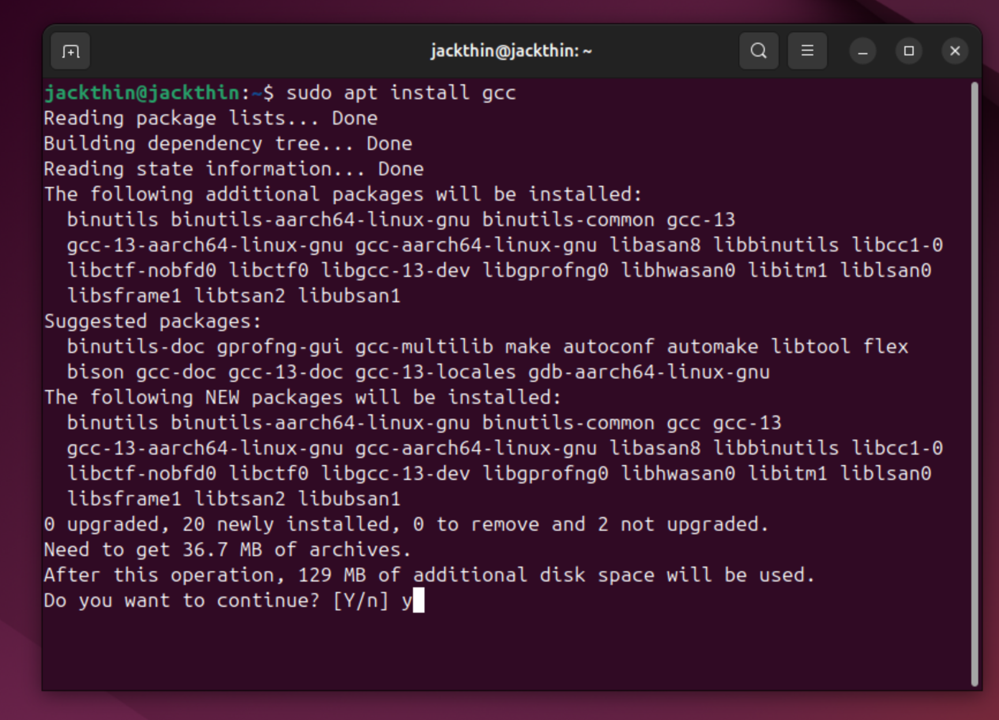 jackthin@jackthin: ~
jackthin@jackthin:~$ sudo apt install gcc
Reading package lists... Done
Building dependency tree... Done
Reading state information... Done
The following additional packages will be installed:
  binutils binutils-aarch64-linux-gnu binutils-common gcc-13
  gcc-13-aarch64-linux-gnu gcc-aarch64-linux-gnu libasan8 libbinutils libcc1-0
  libctf-nobfd0 libctf0 libgcc-13-dev libgprofng0 libhwasan0 libitm1 liblsan0
  libsframe1 libtsan2 libubsan1
Suggested packages:
  binutils-doc gprofng-gui gcc-multilib make autoconf automake libtool flex
  bison gcc-doc gcc-13-doc gcc-13-locales gdb-aarch64-linux-gnu
The following NEW packages will be installed:
  binutils binutils-aarch64-linux-gnu binutils-common gcc gcc-13
  gcc-13-aarch64-linux-gnu gcc-aarch64-linux-gnu libasan8 libbinutils libcc1-0
  libctf-nobfd0 libctf0 libgcc-13-dev libgprofng0 libhwasan0 libitm1 liblsan0
  libsframe1 libtsan2 libubsan1
0 upgraded, 20 newly installed, 0 to remove and 2 not upgraded.
Need to get 36.7 MB of archives.
After this operation, 129 MB of additional disk space will be used.
Do you want to continue? [Y/n] y